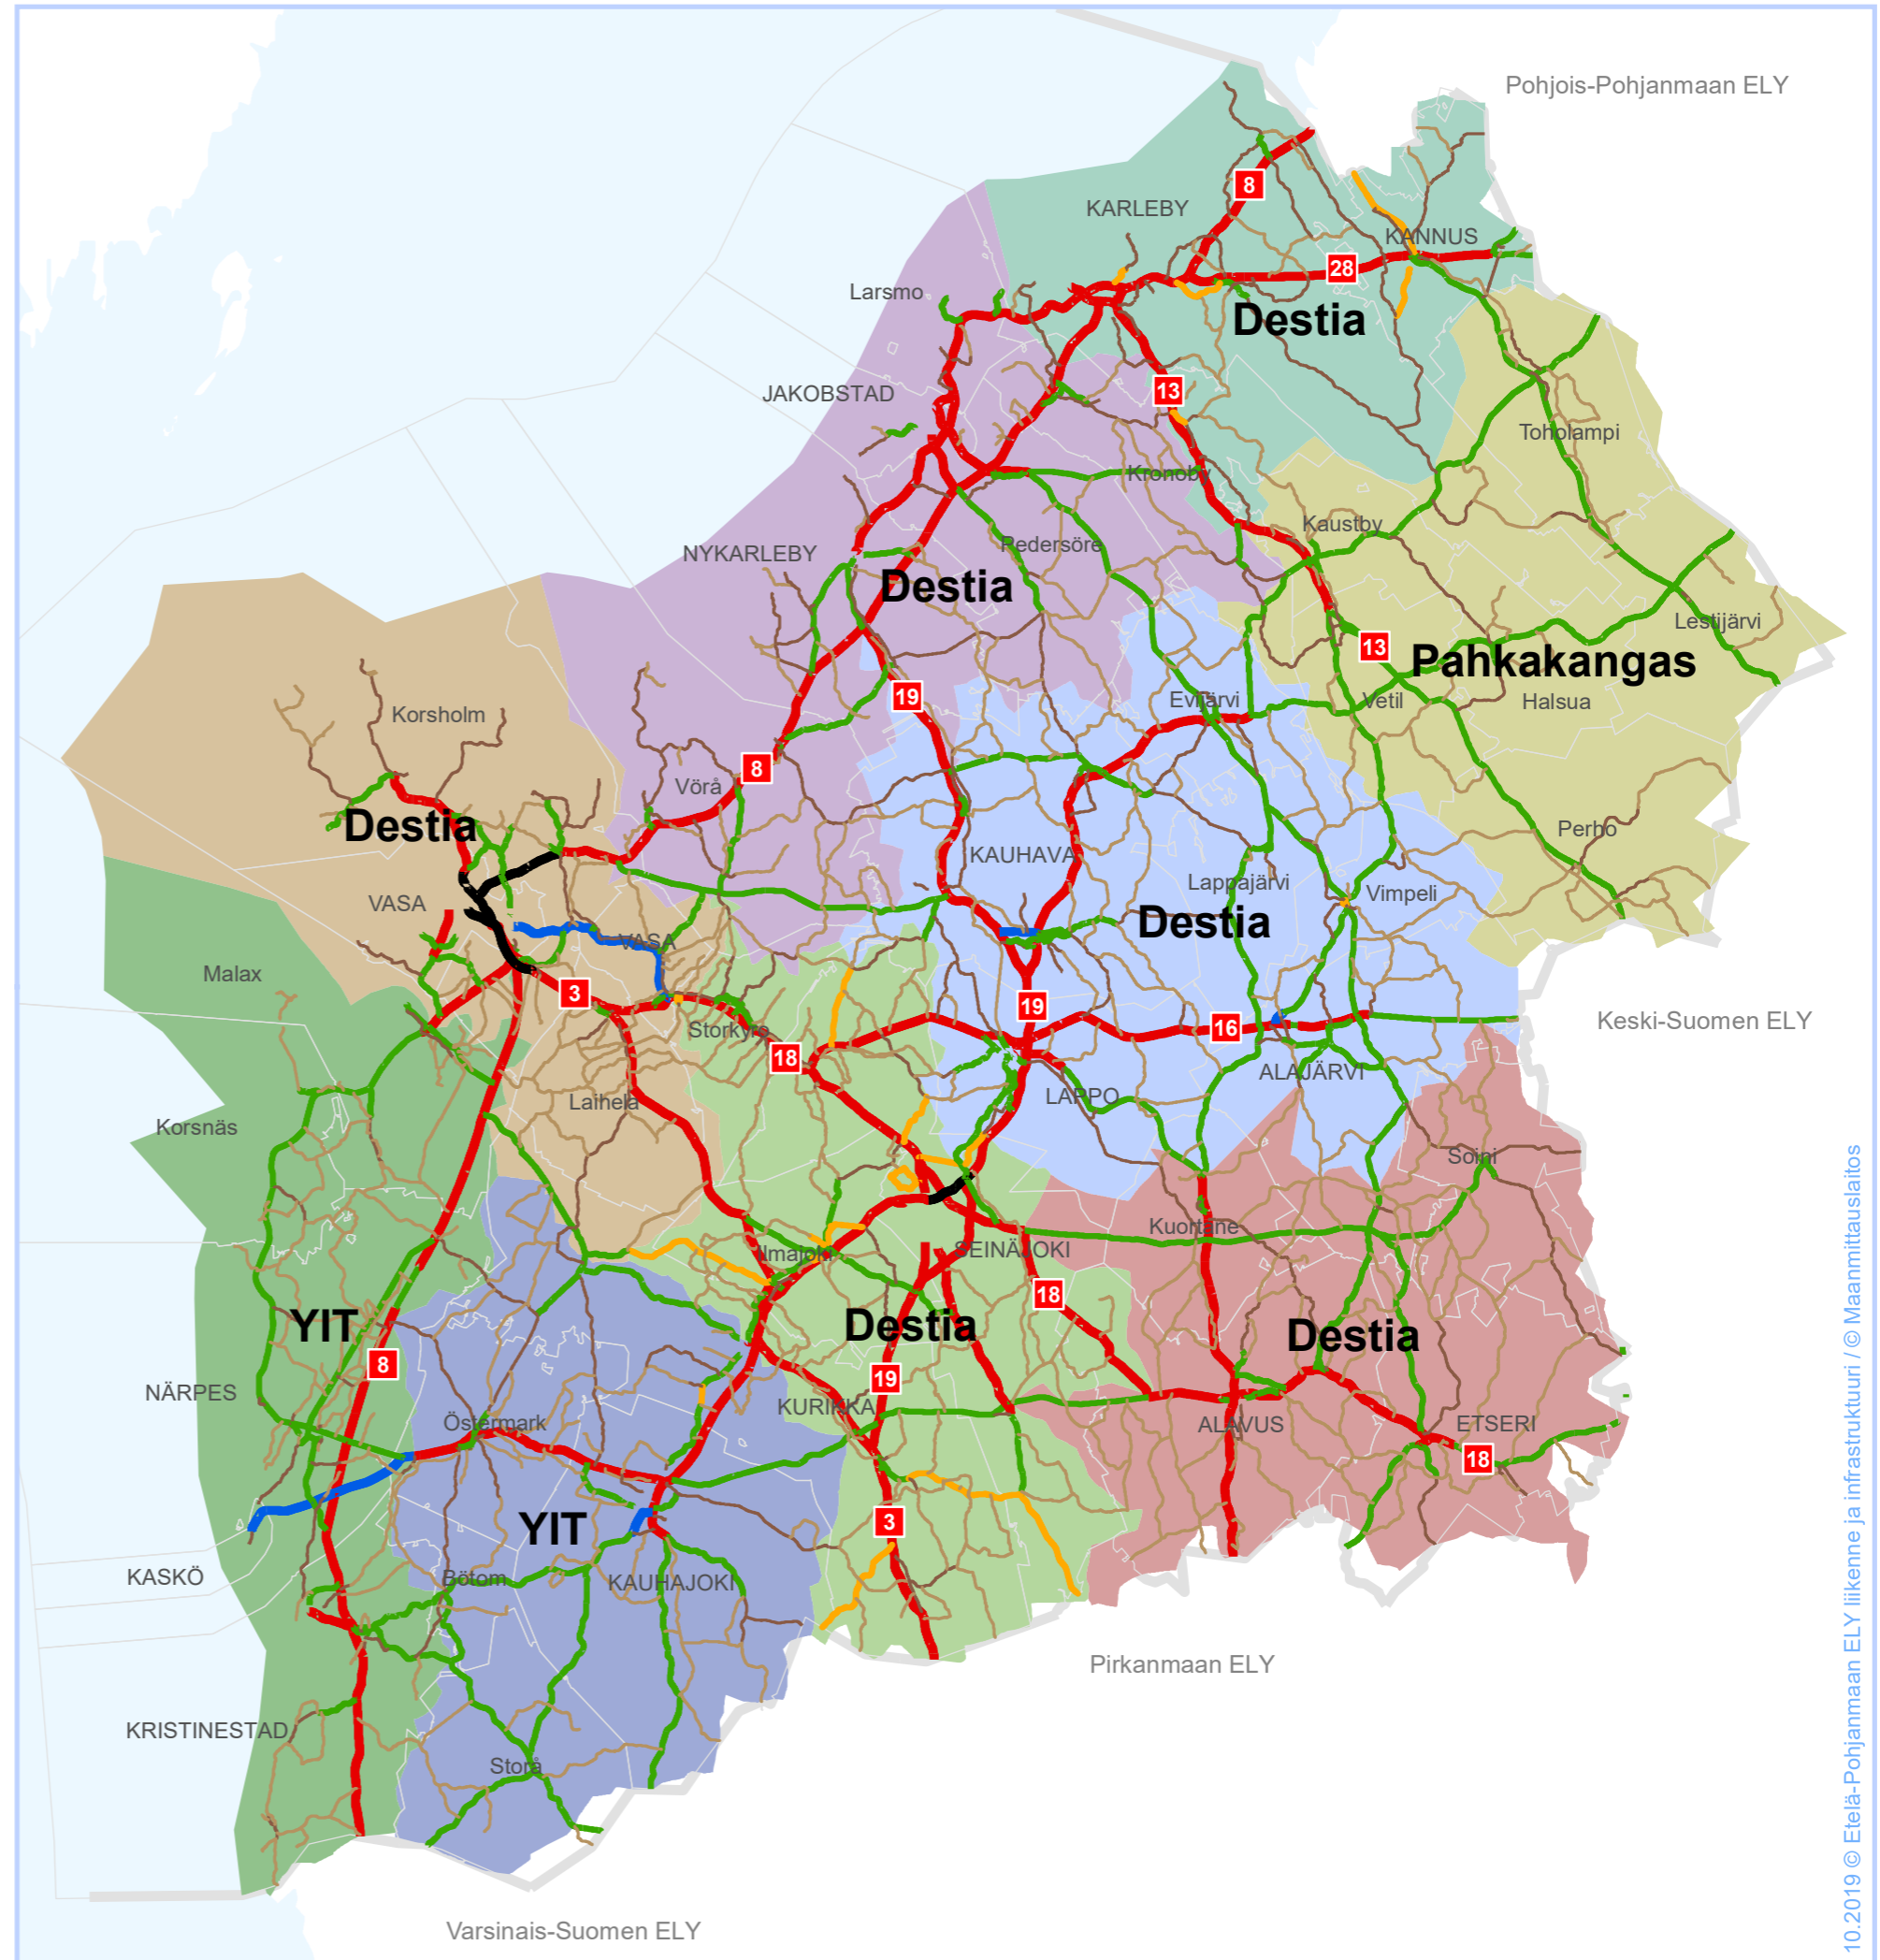 Pohjois-Pohjanmaan ELY
8
KARLEBY
KANNUS
28
Larsmo
Destia
13
JAKOBSTAD
Toholampi
Kronoby
Kaustby
Pedersöre
NYKARLEBY
Destia
Lestijärvi
13
Pahkakangas
19
Evijärvi
Vetil
Halsua
Korsholm
8
Vörå
Destia
Perho
KAUHAVA
Lappajärvi
Vimpeli
VASA
Destia
VASA
Malax
3
19
Storkyro
16
Keski-Suomen ELY
18
ALAJÄRVI
LAPPO
Laihela
Korsnäs
Soini
Kuortane
Ilmajoki
SEINÄJOKI
18
YIT
Destia
Destia
8
19
NÄRPES
KURIKKA
Östermark
ALAVUS
ETSERI
18
3
YIT
KASKÖ
Bötom
KAUHAJOKI
Pirkanmaan ELY
KRISTINESTAD
Storå
Varsinais-Suomen ELY
10.2019 © Etelä-Pohjanmaan ELY liikenne ja infrastruktuuri / © Maanmittauslaitos